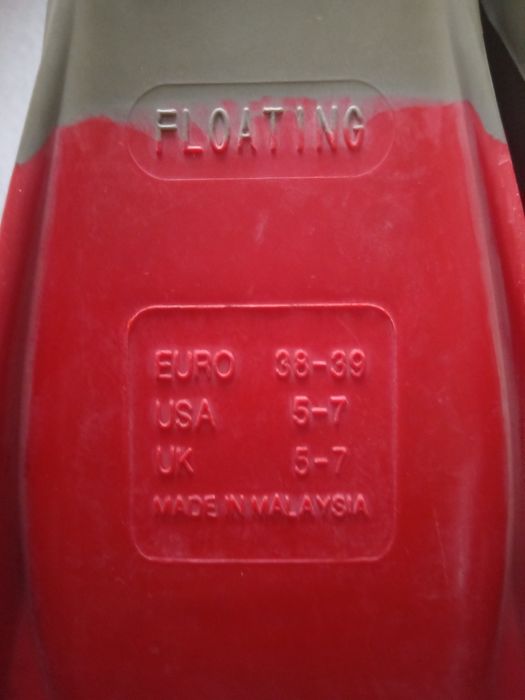 FLOATING
EURO 38-39
USA 5-7
UK 5-7
MADE IN MALAYSIA